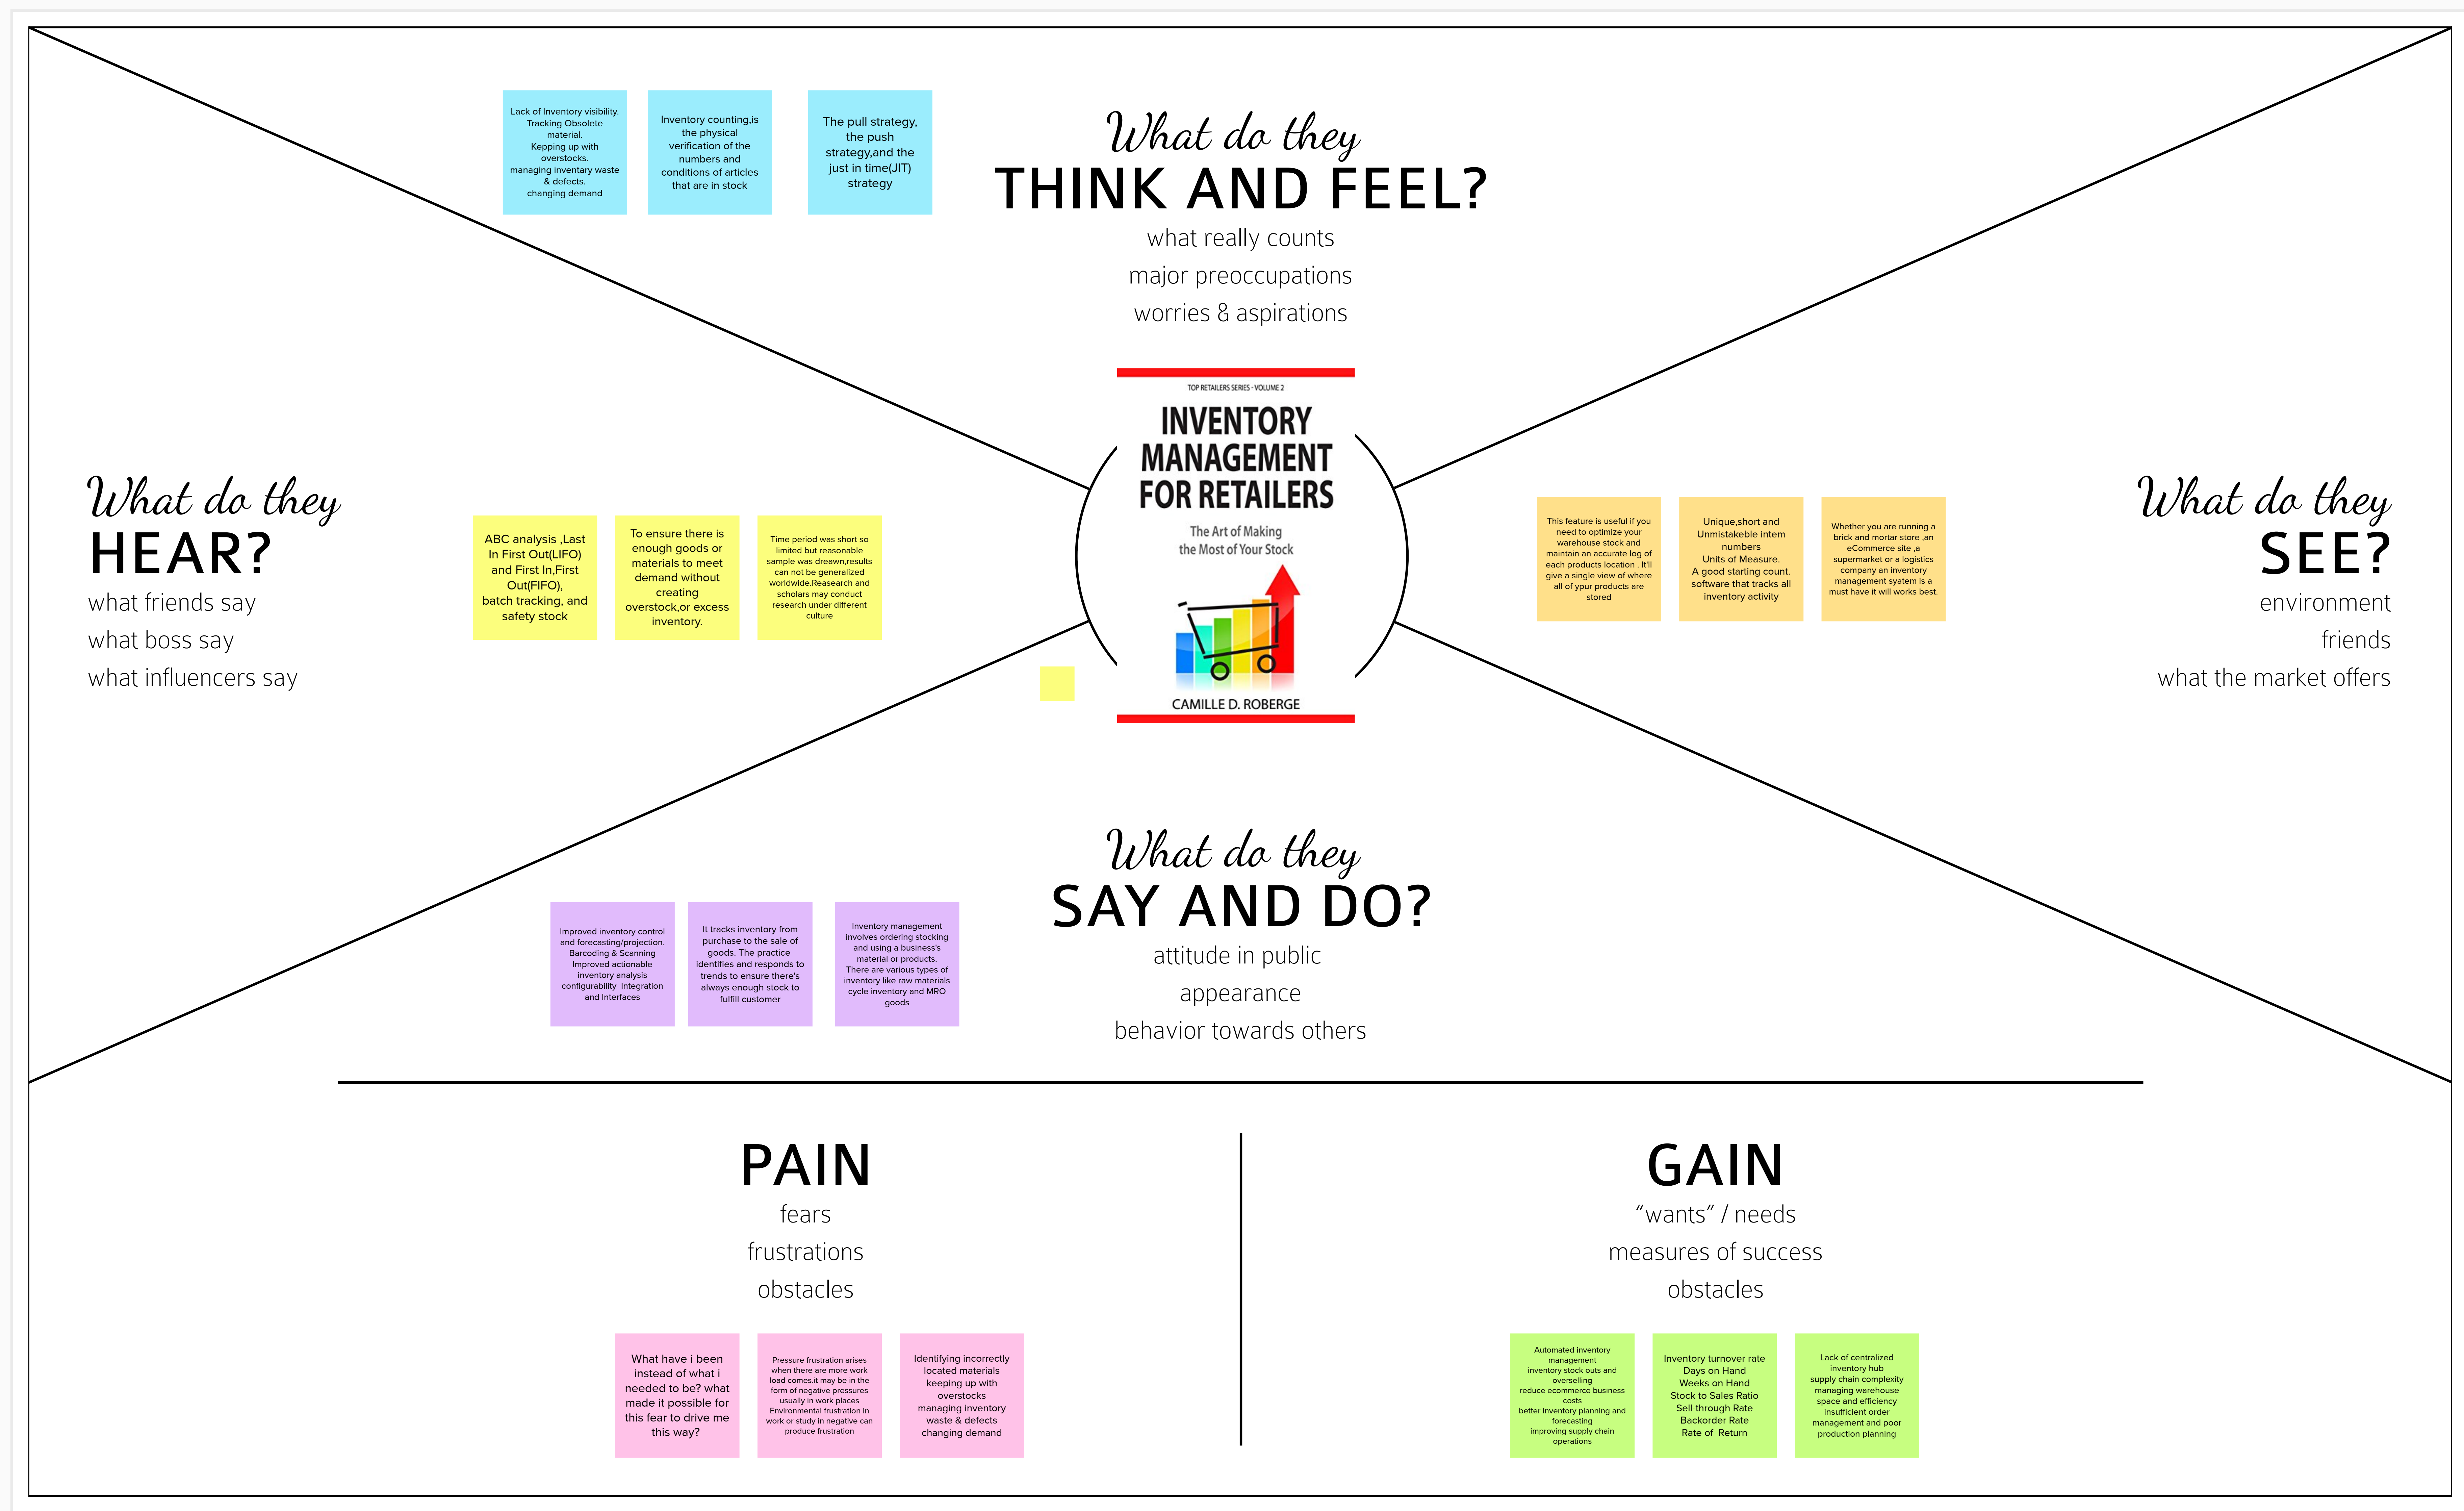 Lack of Inventory visibility.
Tracking Obsolete
material.
Kepping up with
overstocks.
managing inventary waste
& defects.
changing demand
Inventory counting,is
the physical
verification of the
numbers and
conditions of articles
that are in stock
The pull strategy,
the push
strategy,and the
just in time(JIT)
strategy
What do they
THINK AND FEEL?
what really counts
major preoccupations
worries & aspirations
What do they
HEAR?
what friends say
what boss say
what influencers say
ABC analysis ,Last
In First Out(LIFO)
and First In,First
Out(FIFO),
batch tracking, and
safety stock
To ensure there is
enough goods or
materials to meet
demand without
creating
overstock,or excess
inventory.
Time period was short so
limited but reasonable
sample was dreawn,results
can not be generalized
worldwide.Reasearch and
scholars may conduct
research under different
culture
TOP RETAILERS SERIES - VOLUME 2
INVENTORY
MANAGEMENT
FOR RETAILERS
The Art of Making
the Most of Your Stock
CAMILLE D. ROBERGE
This feature is useful if you
need to optimize your
warehouse stock and
maintain an accurate log of
each products location . It'll
give a single view of where
all of ypur products are
stored
Unique,short and
Unmistakeble intem
numbers
Units of Measure.
A good starting count.
software that tracks all
inventory activity
Whether you are running a
brick and mortar store ,an
eCommerce site ,a
supermarket or a logistics
company an inventory
management syatem is a
must have it will works best.
What do they
SEE?
environment
friends
what the market offers
What do they
SAY AND DO?
attitude in public
appearance
behavior towards others
Improved inventory control
and forecasting/projection.
Barcoding & Scanning
Improved actionable
inventory analysis
configurability  Integration
and Interfaces
It tracks inventory from
purchase to the sale of
goods. The practice
identifies and responds to
trends to ensure there's
always enough stock to
fulfill customer
Inventory management
involves ordering stocking
and using a business's
material or products.
There are various types of
inventory like raw materials
cycle inventory and MRO
goods
PAIN
fears
frustrations
obstacles
What have i been
instead of what i
needed to be? what
made it possible for
this fear to drive me
this way?
Pressure frustration arises
when there are more work
load comes.it may be in the
form of negative pressures
usually in work places
Environmental frustration in
work or study in negative can
produce frustration
Identifying incorrectly
located materials
keeping up with
overstocks
managing inventory
waste & defects
changing demand
GAIN
“wants” / needs
measures of success
obstacles
Automated inventory
management
inventory stock outs and
overselling
reduce ecommerce business
costs
better inventory planning and
forecasting
improving supply chain
operations
Inventory turnover rate
Days on Hand
Weeks on Hand
Stock to Sales Ratio
Sell-through Rate
Backorder Rate
Rate of  Return
Lack of centralized
inventory hub
supply chain complexity
managing warehouse
space and efficiency
insufficient order
management and poor
production planning